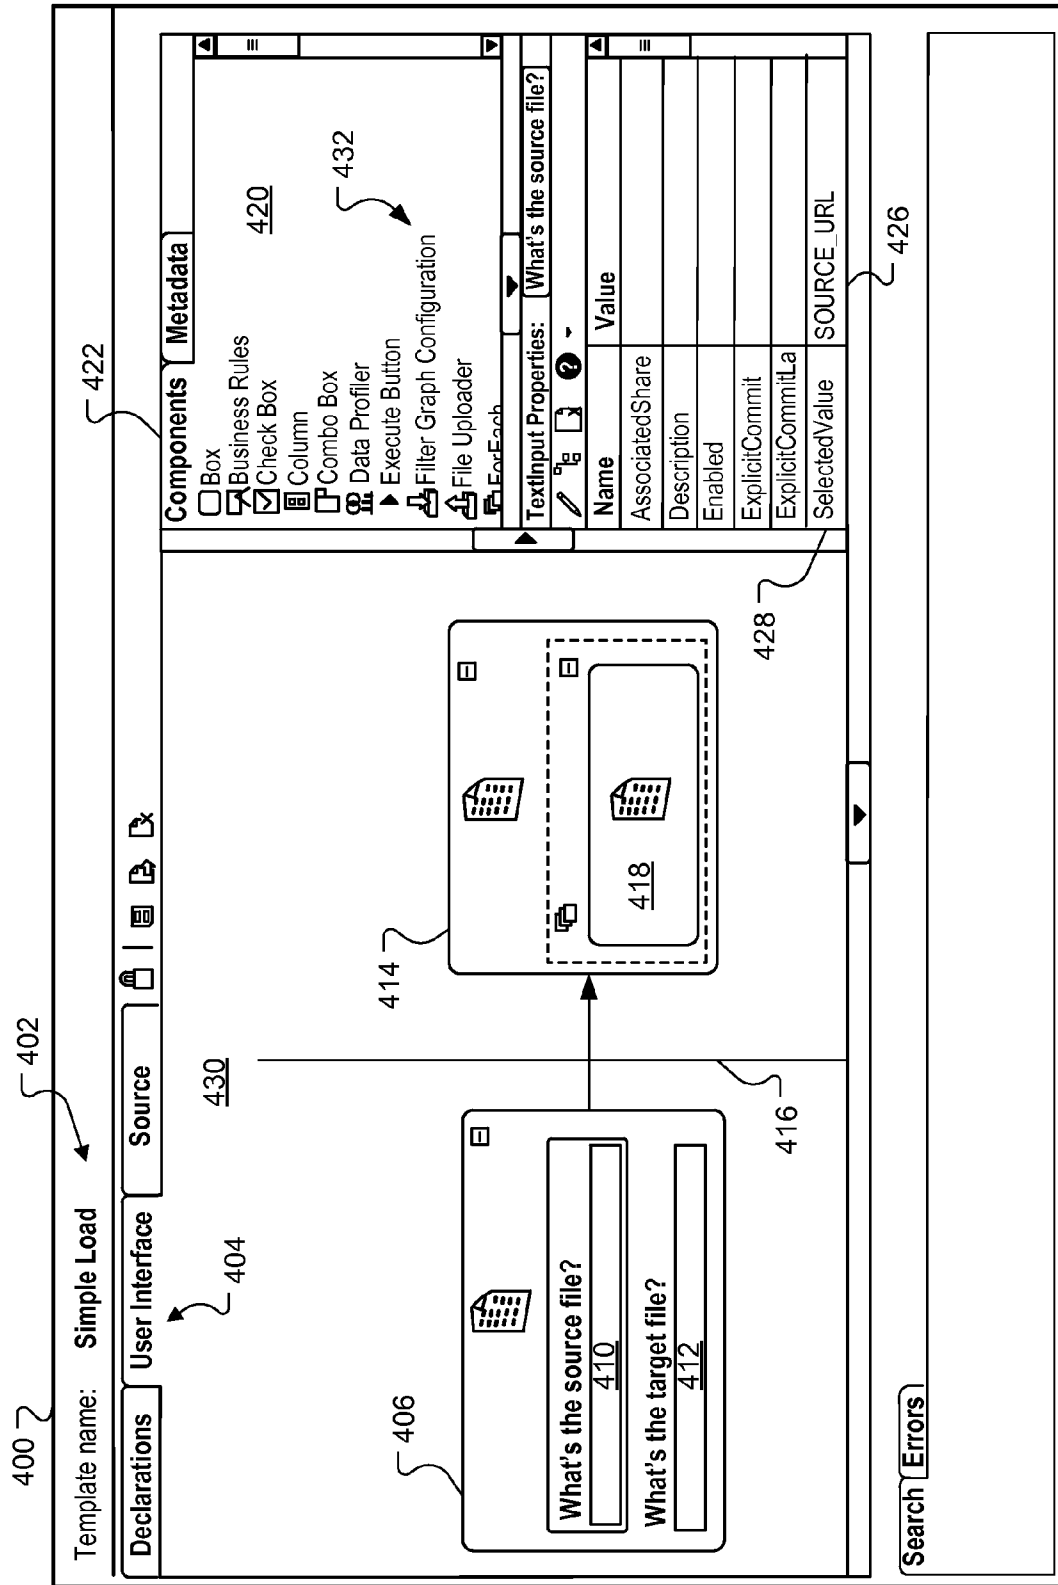 400
402
Template name: Simple Load
Declarations User Interface Source
404
430
422
Components Metadata
Box
Business Rules
Check Box
Column
Combo Box
Data Profiler
Execute Button
Filter Graph Configuration
File Uploader
ForEach
420
432
406
What's the source file?
410
What's the target file?
412
414
418
416
TextInput Properties: What's the source file?
?
Name Value
AssociatedShare
Description
Enabled
ExplicitCommit
ExplicitCommitLa
SelectedValue SOURCE_URL
428
426
Search Errors